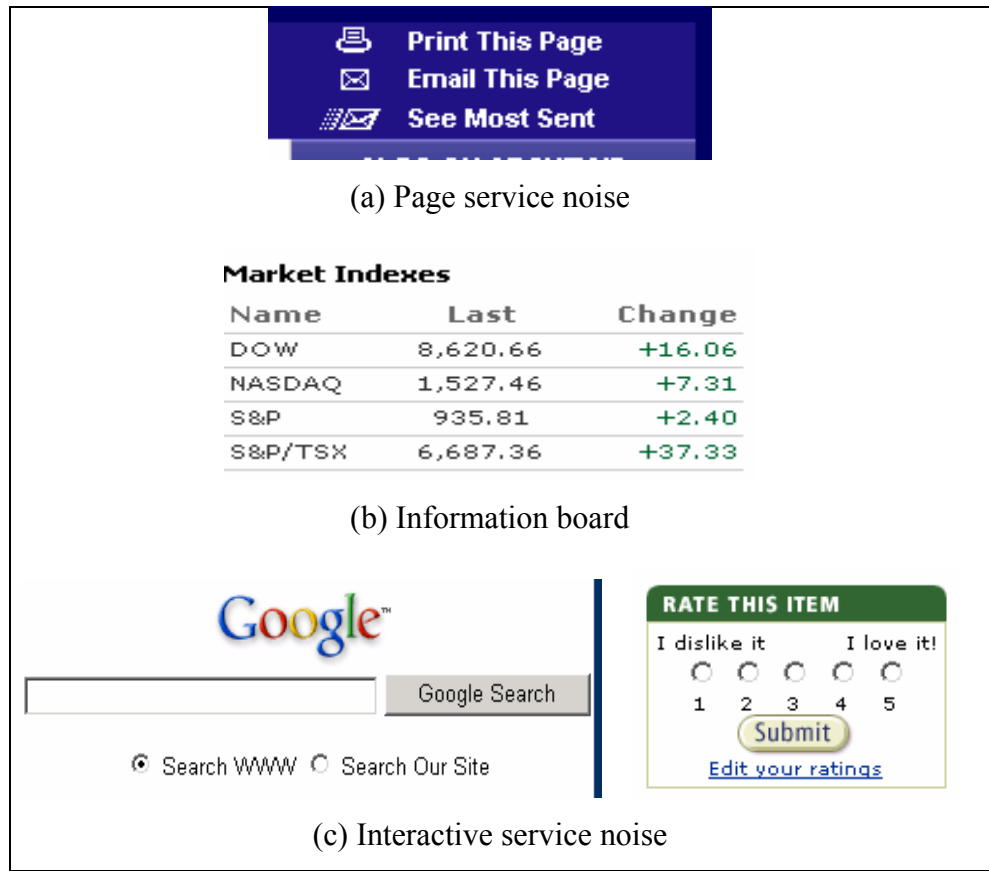 Print This Page
Email This Page
See Most Sent
(a) Page service noise
Market Indexes
Name Last Change
DOW 8,620.66 +16.06
NASDAQ 1,527.46 +7.31
S&P 935.81 +2.40
S&P/TSX 6,687.36 +37.33
(b) Information board
Google™
Google Search
Search WWW Search Our Site
RATE THIS ITEM
I dislike it I love it!
1 2 3 4 5
Submit
Edit your ratings
(c) Interactive service noise